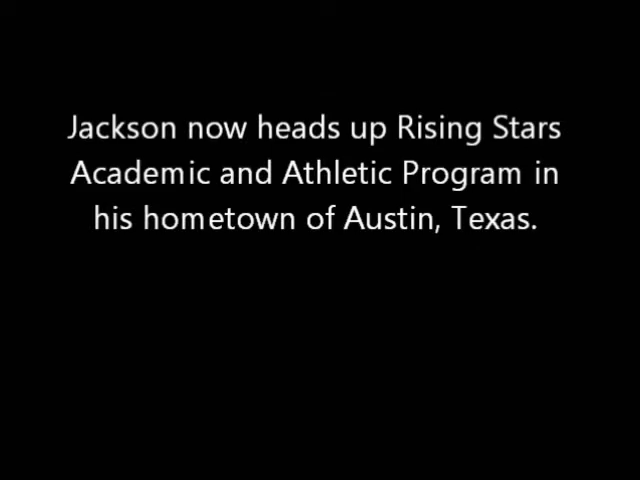 Jackson now heads up Rising Stars
Academic and Athletic Program in
his hometown of Austin, Texas.